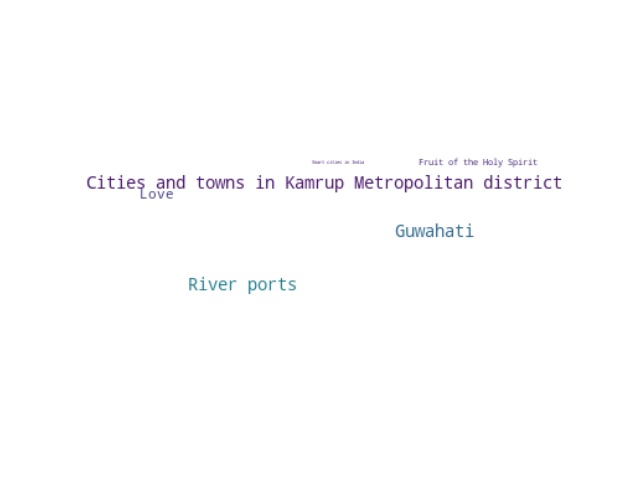 Smart cities in India
Fruit of the Holy Spirit
Cities and towns in Kamrup Metropolitan district
Love
Guwahati
River ports